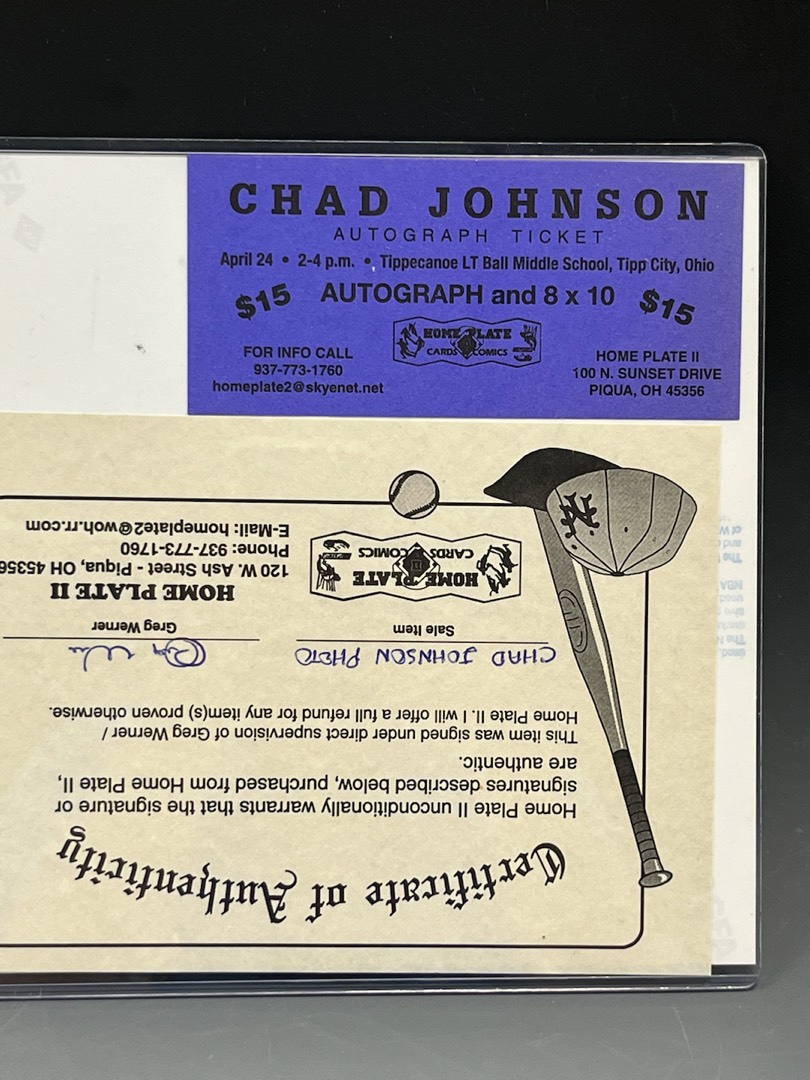 CHAD JOHNSON
AUTOGRAPH TICKET
April 24 • 2-4 p.m. • Tippecanoe LT Ball Middle School, Tipp City, Ohio
$15 AUTOGRAPH and 8 x 10 $15
HOME PLATE
II
CARDS COMICS
FOR INFO CALL
937-773-1760
homeplate2@skyenet.net
HOME PLATE II
100 N. SUNSET DRIVE
PIQUA, OH 45356
Certificate of Authenticity
Home Plate II unconditionally warrants that the signature or
signatures described below, purchased from Home Plate II,
are authentic.
This item was signed under direct supervision of Greg Werner /
Home Plate II. I will offer a full refund for any item(s) proven otherwise.
CHAD JOHNSON PHOTO
Sale Item
Greg Werner
HOME PLATE
II
CARDS COMICS
HOME PLATE II
120 W. Ash Street - Piqua, OH 45356
Phone: 937-773-1760
E-Mail: homeplate2@woh.rr.com
NY